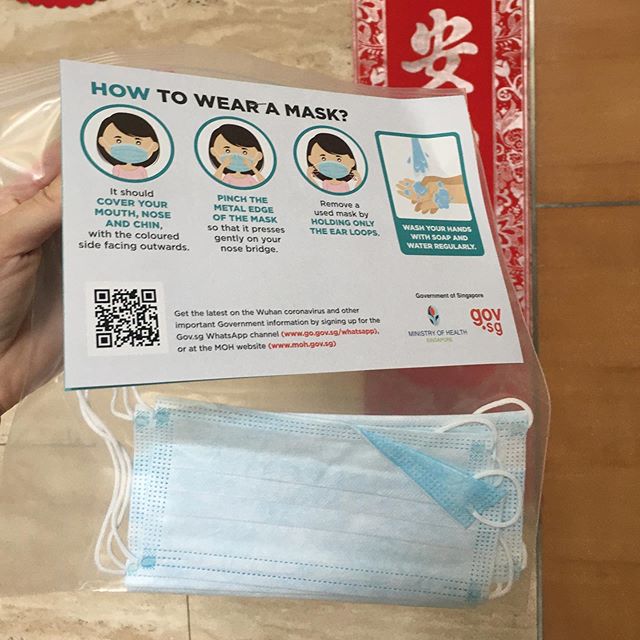 安
HOW TO WEAR A MASK?
It should
COVER YOUR
MOUTH, NOSE
AND CHIN,
with the coloured
side facing outwards.
PINCH THE
METAL EDGE
OF THE MASK
so that it presses
gently on your
nose bridge.
Remove a
used mask by
HOLDING ONLY
THE EAR LOOPS.
WASH YOUR HANDS
WITH SOAP AND
WATER REGULARLY.
Get the latest on the Wuhan coronavirus and other
important Government information by signing up for the
Gov.sg WhatsApp channel (www.go.gov.sg/whatsapp),
or at the MOH website (www.moh.gov.sg)
Government of Singapore
MINISTRY OF HEALTH
SINGAPORE
gov
.sg